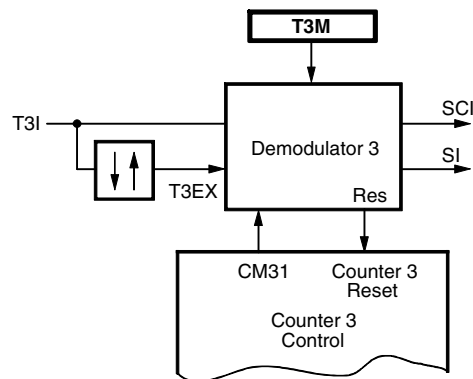 T3M
SCI
T3I
Demodulator 3
SI
T3EX
Res
CM31
Counter 3
Reset
Counter 3
Control